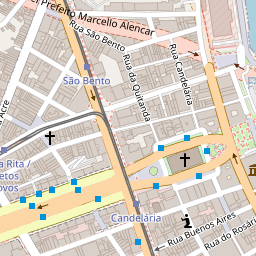 Prefeito Marcello Alencar
Rua São Bento
Rua da Quitanda
Rua Candelária
São Bento
Acre
Rita /
etos
ovos
Candelária
Rua Buenos Aires
Rua do Rosár